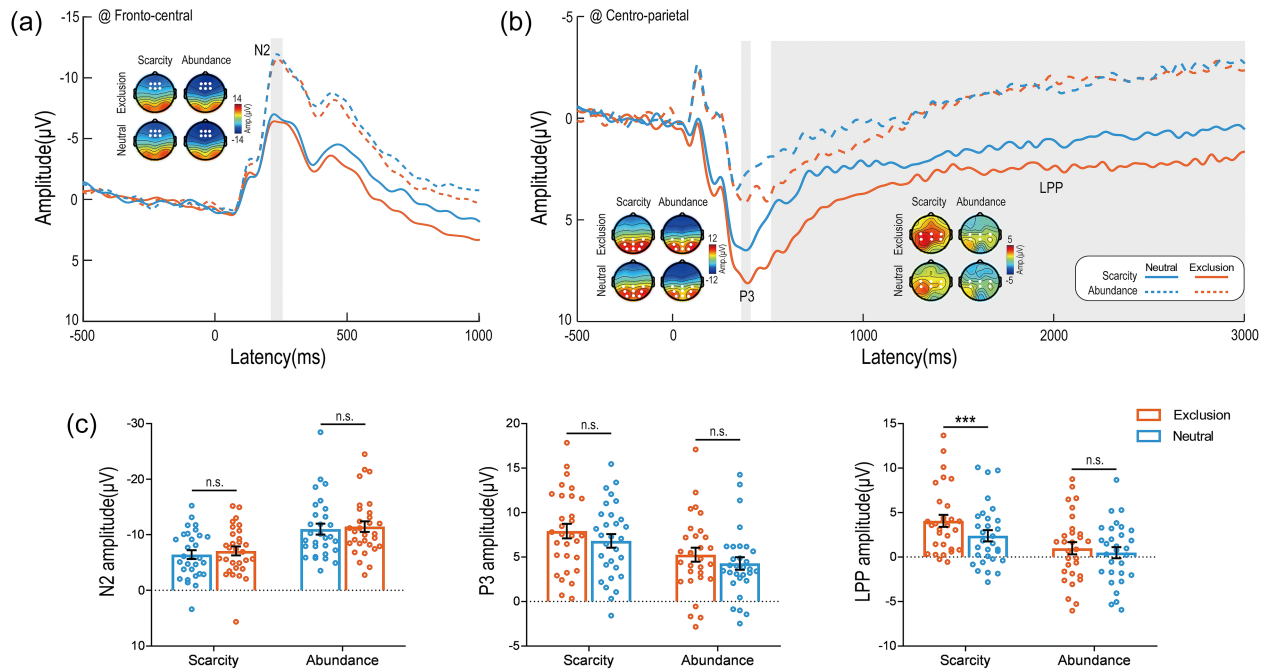 (a)
@ Fronto-central
-15
-10
-5
0
5
10
Amplitude(μV)
N2
Scarcity Abundance
Exclusion
Neutral
14
-14
Amp.(μV)
-500 0 500 1000
Latency(ms)
(b)
@ Centro-parietal
-5
0
5
10
Amplitude(μV)
Scarcity Abundance
Exclusion
Neutral
12
-12
Amp.(μV)
P3
LPP
Scarcity Abundance
Exclusion
Neutral
5
-5
Amp.(μV)
Neutral Exclusion
Scarcity
Abundance
-500 0 1000 2000 3000
Latency(ms)
(c)
N2 amplitude(μV)
-30
-20
-10
0
10
n.s.
n.s.
Scarcity Abundance
P3 amplitude(μV)
20
15
10
5
0
-5
n.s.
n.s.
Scarcity Abundance
LPP amplitude(μV)
15
10
5
0
-5
-10
***
n.s.
Scarcity Abundance
Exclusion
Neutral